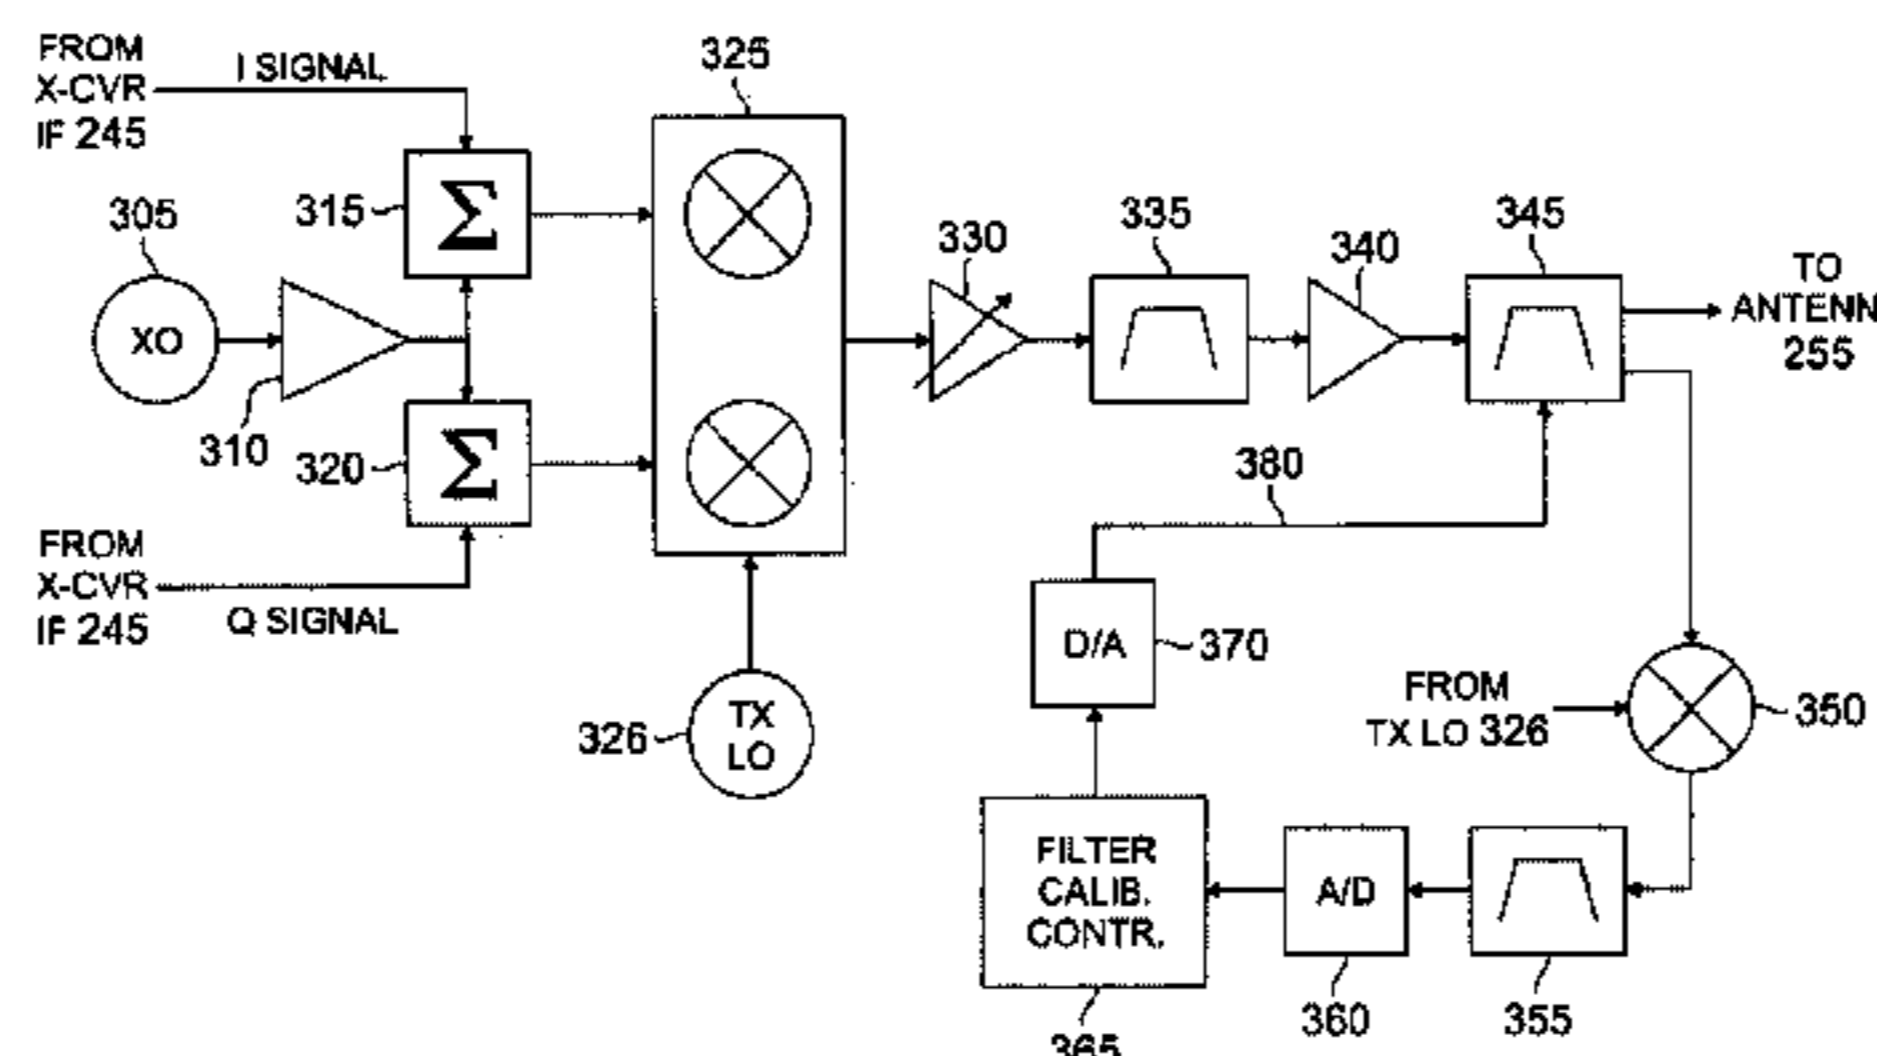 FROM
X-CVR
IF 245
I SIGNAL
325
305
315
Σ
330
335
340
345
TO
ANTENN
255
XO
310
320
Σ
380
FROM
X-CVR
IF 245
Q SIGNAL
D/A
370
326
TX
LO
FROM
TX LO 326
350
FILTER
CALIB.
CONTR.
A/D
365
360
355